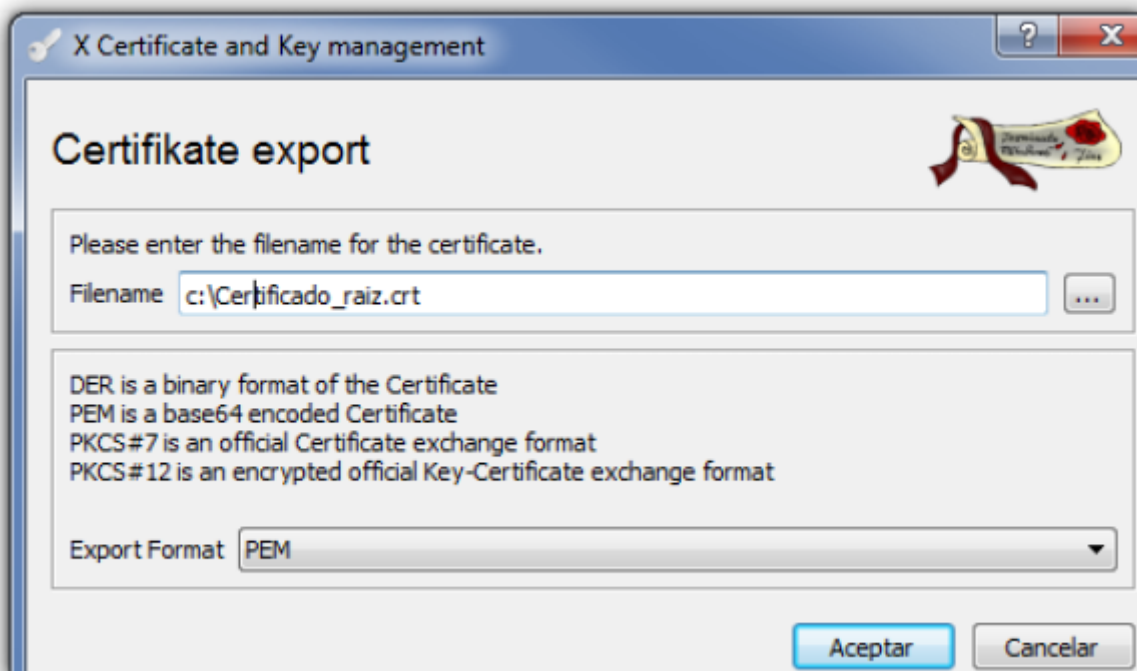 X Certificate and Key management
Certifikate export
Please enter the filename for the certificate.
Filename c:\Certificado_raiz.crt ...
DER is a binary format of the Certificate
PEM is a base64 encoded Certificate
PKCS#7 is an official Certificate exchange format
PKCS#12 is an encrypted official Key-Certificate exchange format
Export Format PEM
Aceptar Cancelar